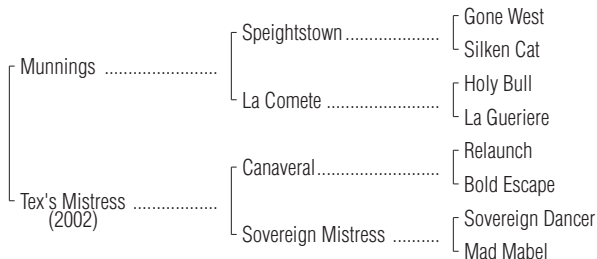 Gone West
Speightstown ....................
Silken Cat
Munnings ........................
Holy Bull
La Comete ........................
La Gueriere
Relaunch
Canaveral..........................
Bold Escape
Tex's Mistress ..................
(2002)
Sovereign Dancer
Sovereign Mistress ..........
Mad Mabel